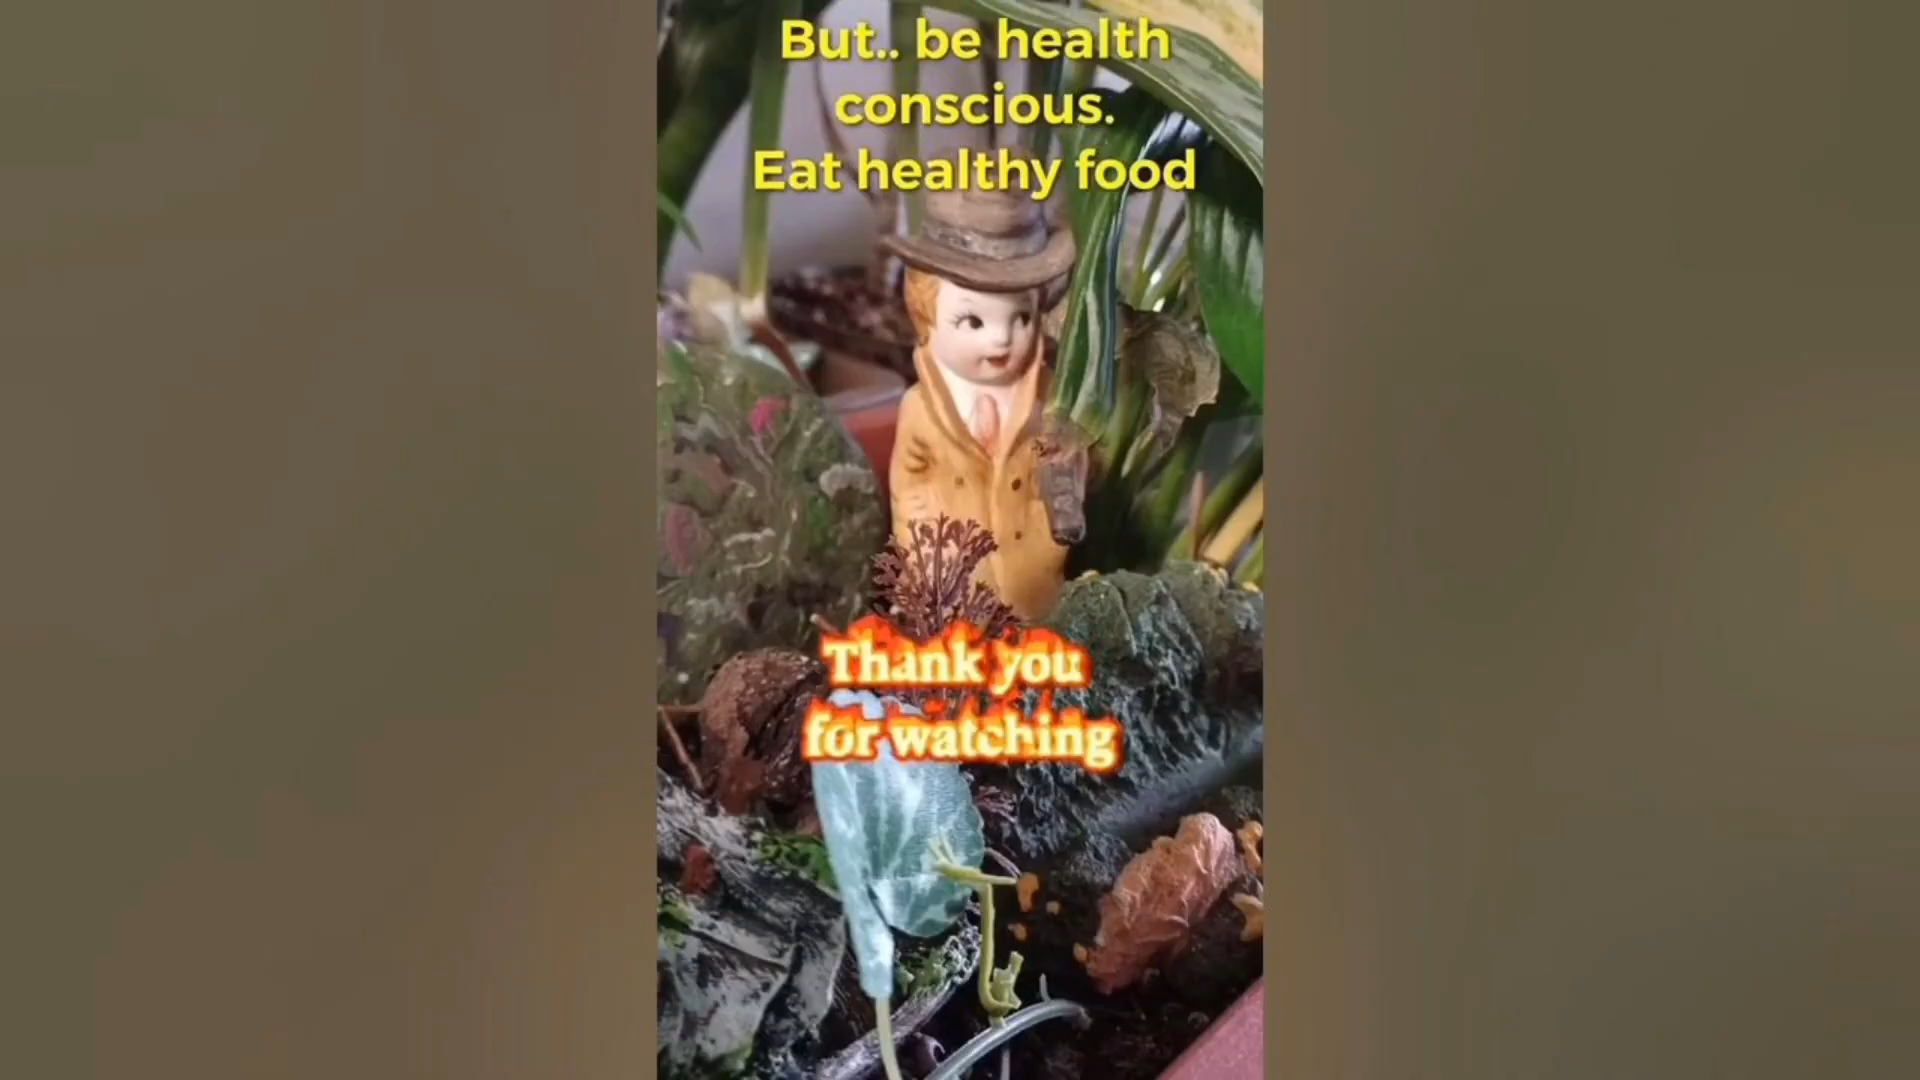 But.. be health
conscious.
Eat healthy food
Thank you
for watching